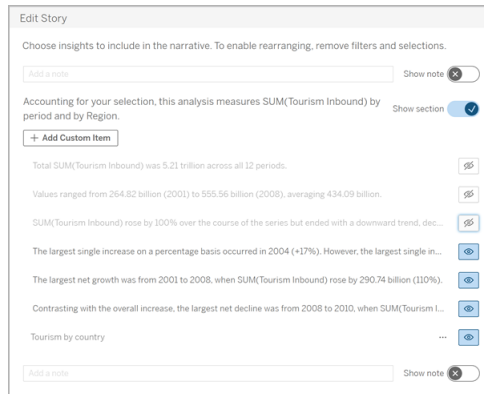 Edit Story
Choose insights to include in the narrative. To enable rearranging, remove filters and selections.
Add a note
Show note
Accounting for your selection, this analysis measures SUM(Tourism Inbound) by
period and by Region.
Show section
+ Add Custom Item
Total SUM(Tourism Inbound) was 5.21 trillion across all 12 periods.
Values ranged from 264.82 billion (2001) to 555.56 billion (2008), averaging 434.09 billion.
SUM(Tourism Inbound) rose by 100% over the course of the series but ended with a downward trend, dec...
The largest single increase on a percentage basis occurred in 2004 (+17%). However, the largest single in...
The largest net growth was from 2001 to 2008, when SUM(Tourism Inbound) rose by 290.74 billion (110%).
Contrasting with the overall increase, the largest net decline was from 2008 to 2010, when SUM(Tourism I...
Tourism by country
...
Add a note
Show note